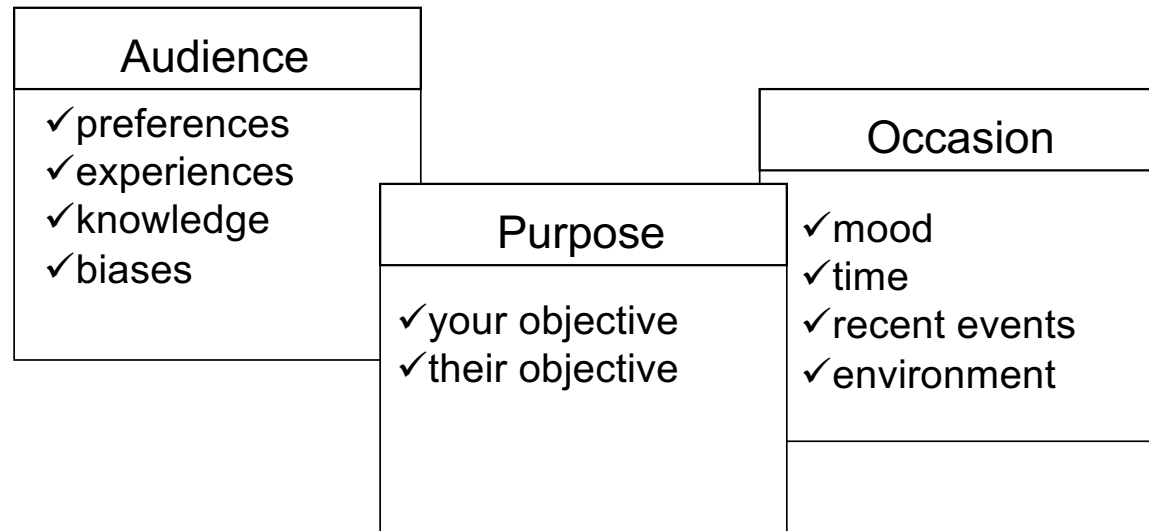 Audience
✓preferences
✓experiences
✓knowledge
✓biases
Purpose
✓your objective
✓their objective
Occasion
✓mood
✓time
✓recent events
✓environment